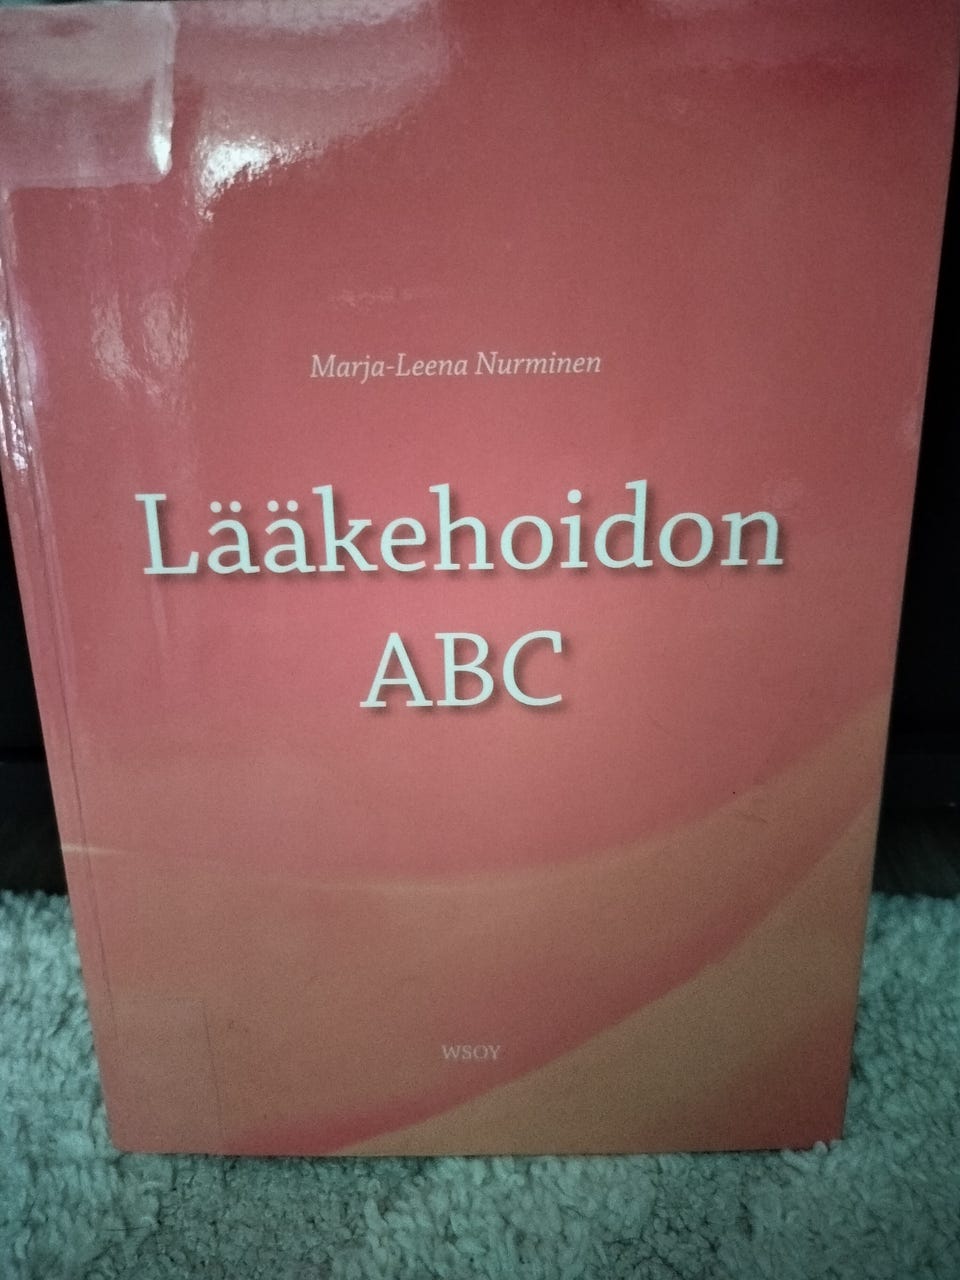 Marja-Leena Nurminen
Lääkehoidon
ABC
WSOY